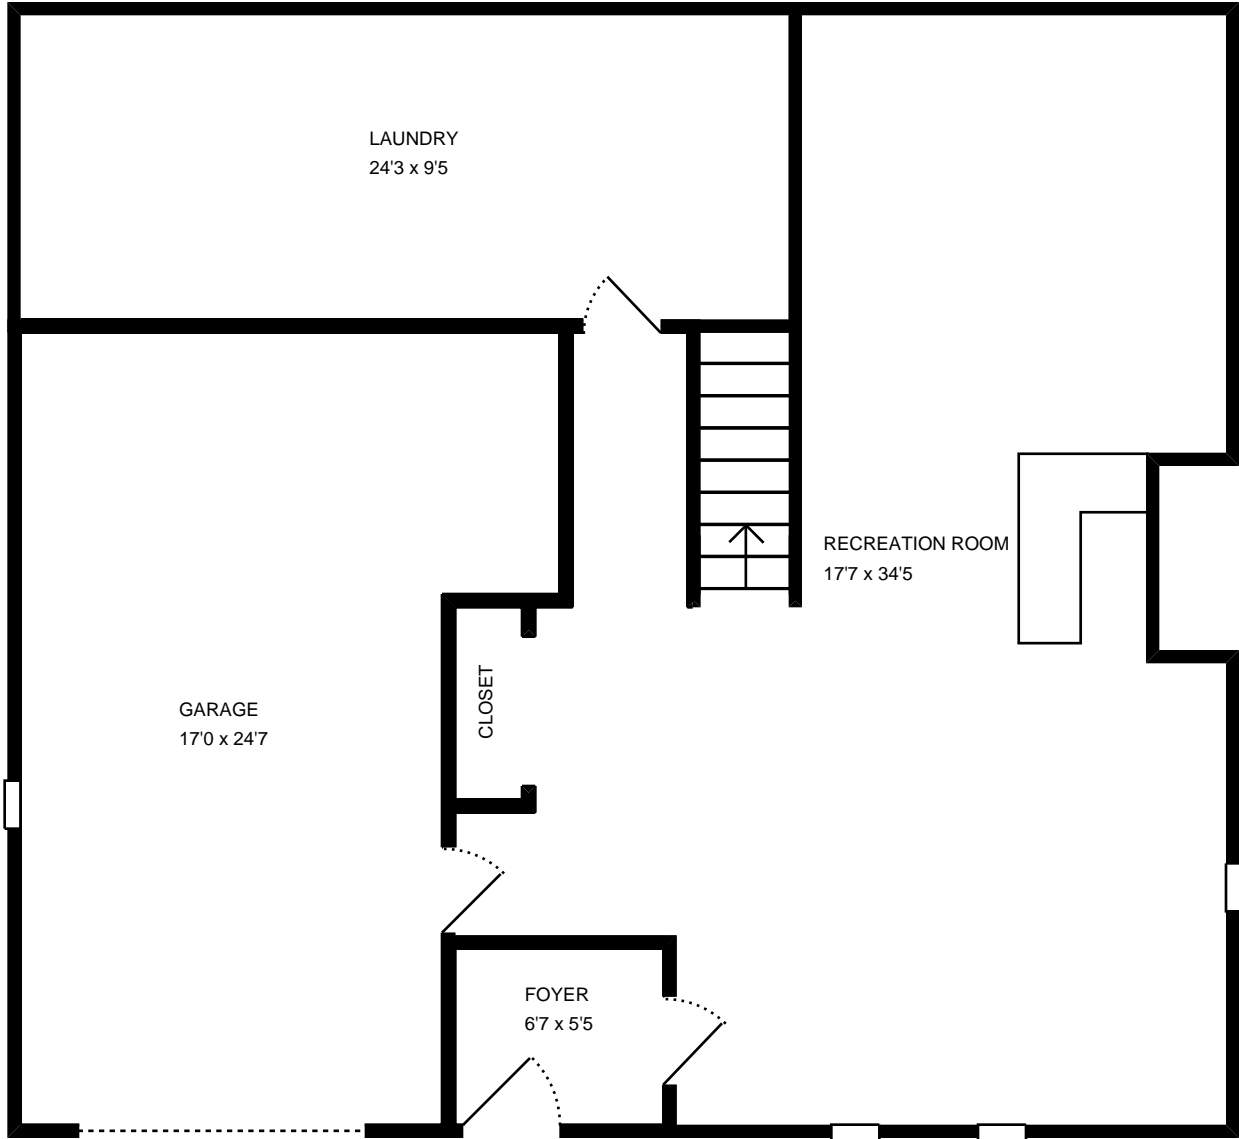 LAUNDRY
24'3 x 9'5
RECREATION ROOM
17'7 x 34'5
CLOSET
GARAGE
17'0 x 24'7
FOYER
6'7 x 5'5